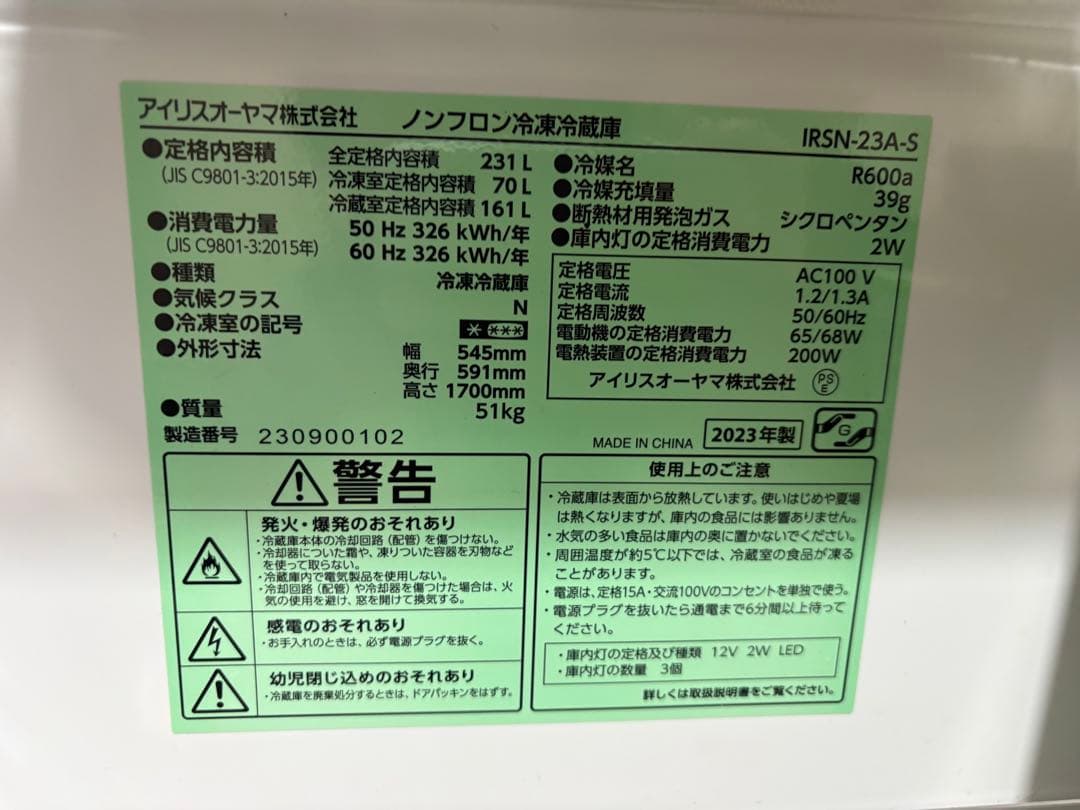 アイリスオーヤマ株式会社 ノンフロン冷凍冷蔵庫 IRSN-23A-S
●定格内容積 全定格内容積 231 L
(JIS C9801-3:2015年) 冷凍室定格内容積 70 L
冷蔵室定格内容積 161 L
●消費電力量 50 Hz 326 kWh/年
(JIS C9801-3:2015年) 60 Hz 326 kWh/年
●種類 冷凍冷蔵庫
●気候クラス N
●冷凍室の記号 * ***
●外形寸法 幅 545mm
奥行 591mm
高さ 1700mm
●質量 51kg
製造番号 230900102
●冷媒名 R600a
●冷媒充填量 39g
●断熱材用発泡ガス シクロペンタン
●庫内灯の定格消費電力 2W
定格電圧 AC100 V
定格電流 1.2/1.3A
定格周波数 50/60Hz
電動機の定格消費電力 65/68W
電熱装置の定格消費電力 200W
アイリスオーヤマ株式会社 PSE
MADE IN CHINA 2023年製 G
警告
発火・爆発のおそれあり
・冷蔵庫本体の冷却回路（配管）を傷つけない。
・冷却器についた霜や、凍りついた容器を刃物など
を使って取らない。
・冷蔵庫内で電気製品を使用しない。
・冷却回路（配管）や冷却器を傷つけた場合は、火
気の使用を避け、窓を開けて換気する。
感電のおそれあり
・お手入れのときは、必ず電源プラグを抜く。
幼児閉じ込めのおそれあり
・冷蔵庫を廃棄処分するときは、ドアパッキンをはずす。
使用上のご注意
・冷蔵庫は表面から放熱しています。使いはじめや夏場
は熱くなりますが、庫内の食品には影響ありません。
・水気の多い食品は庫内の奥に置かないでください。
・周囲温度が約5℃以下では、冷蔵室の食品が凍る
ことがあります。
・電源は、定格15A・交流100Vのコンセントを単独で使う。
・電源プラグを抜いたら通電まで6分間以上待って
ください。
・庫内灯の定格及び種類 12V 2W LED
・庫内灯の数量 3個
詳しくは取扱説明書をご覧ください。